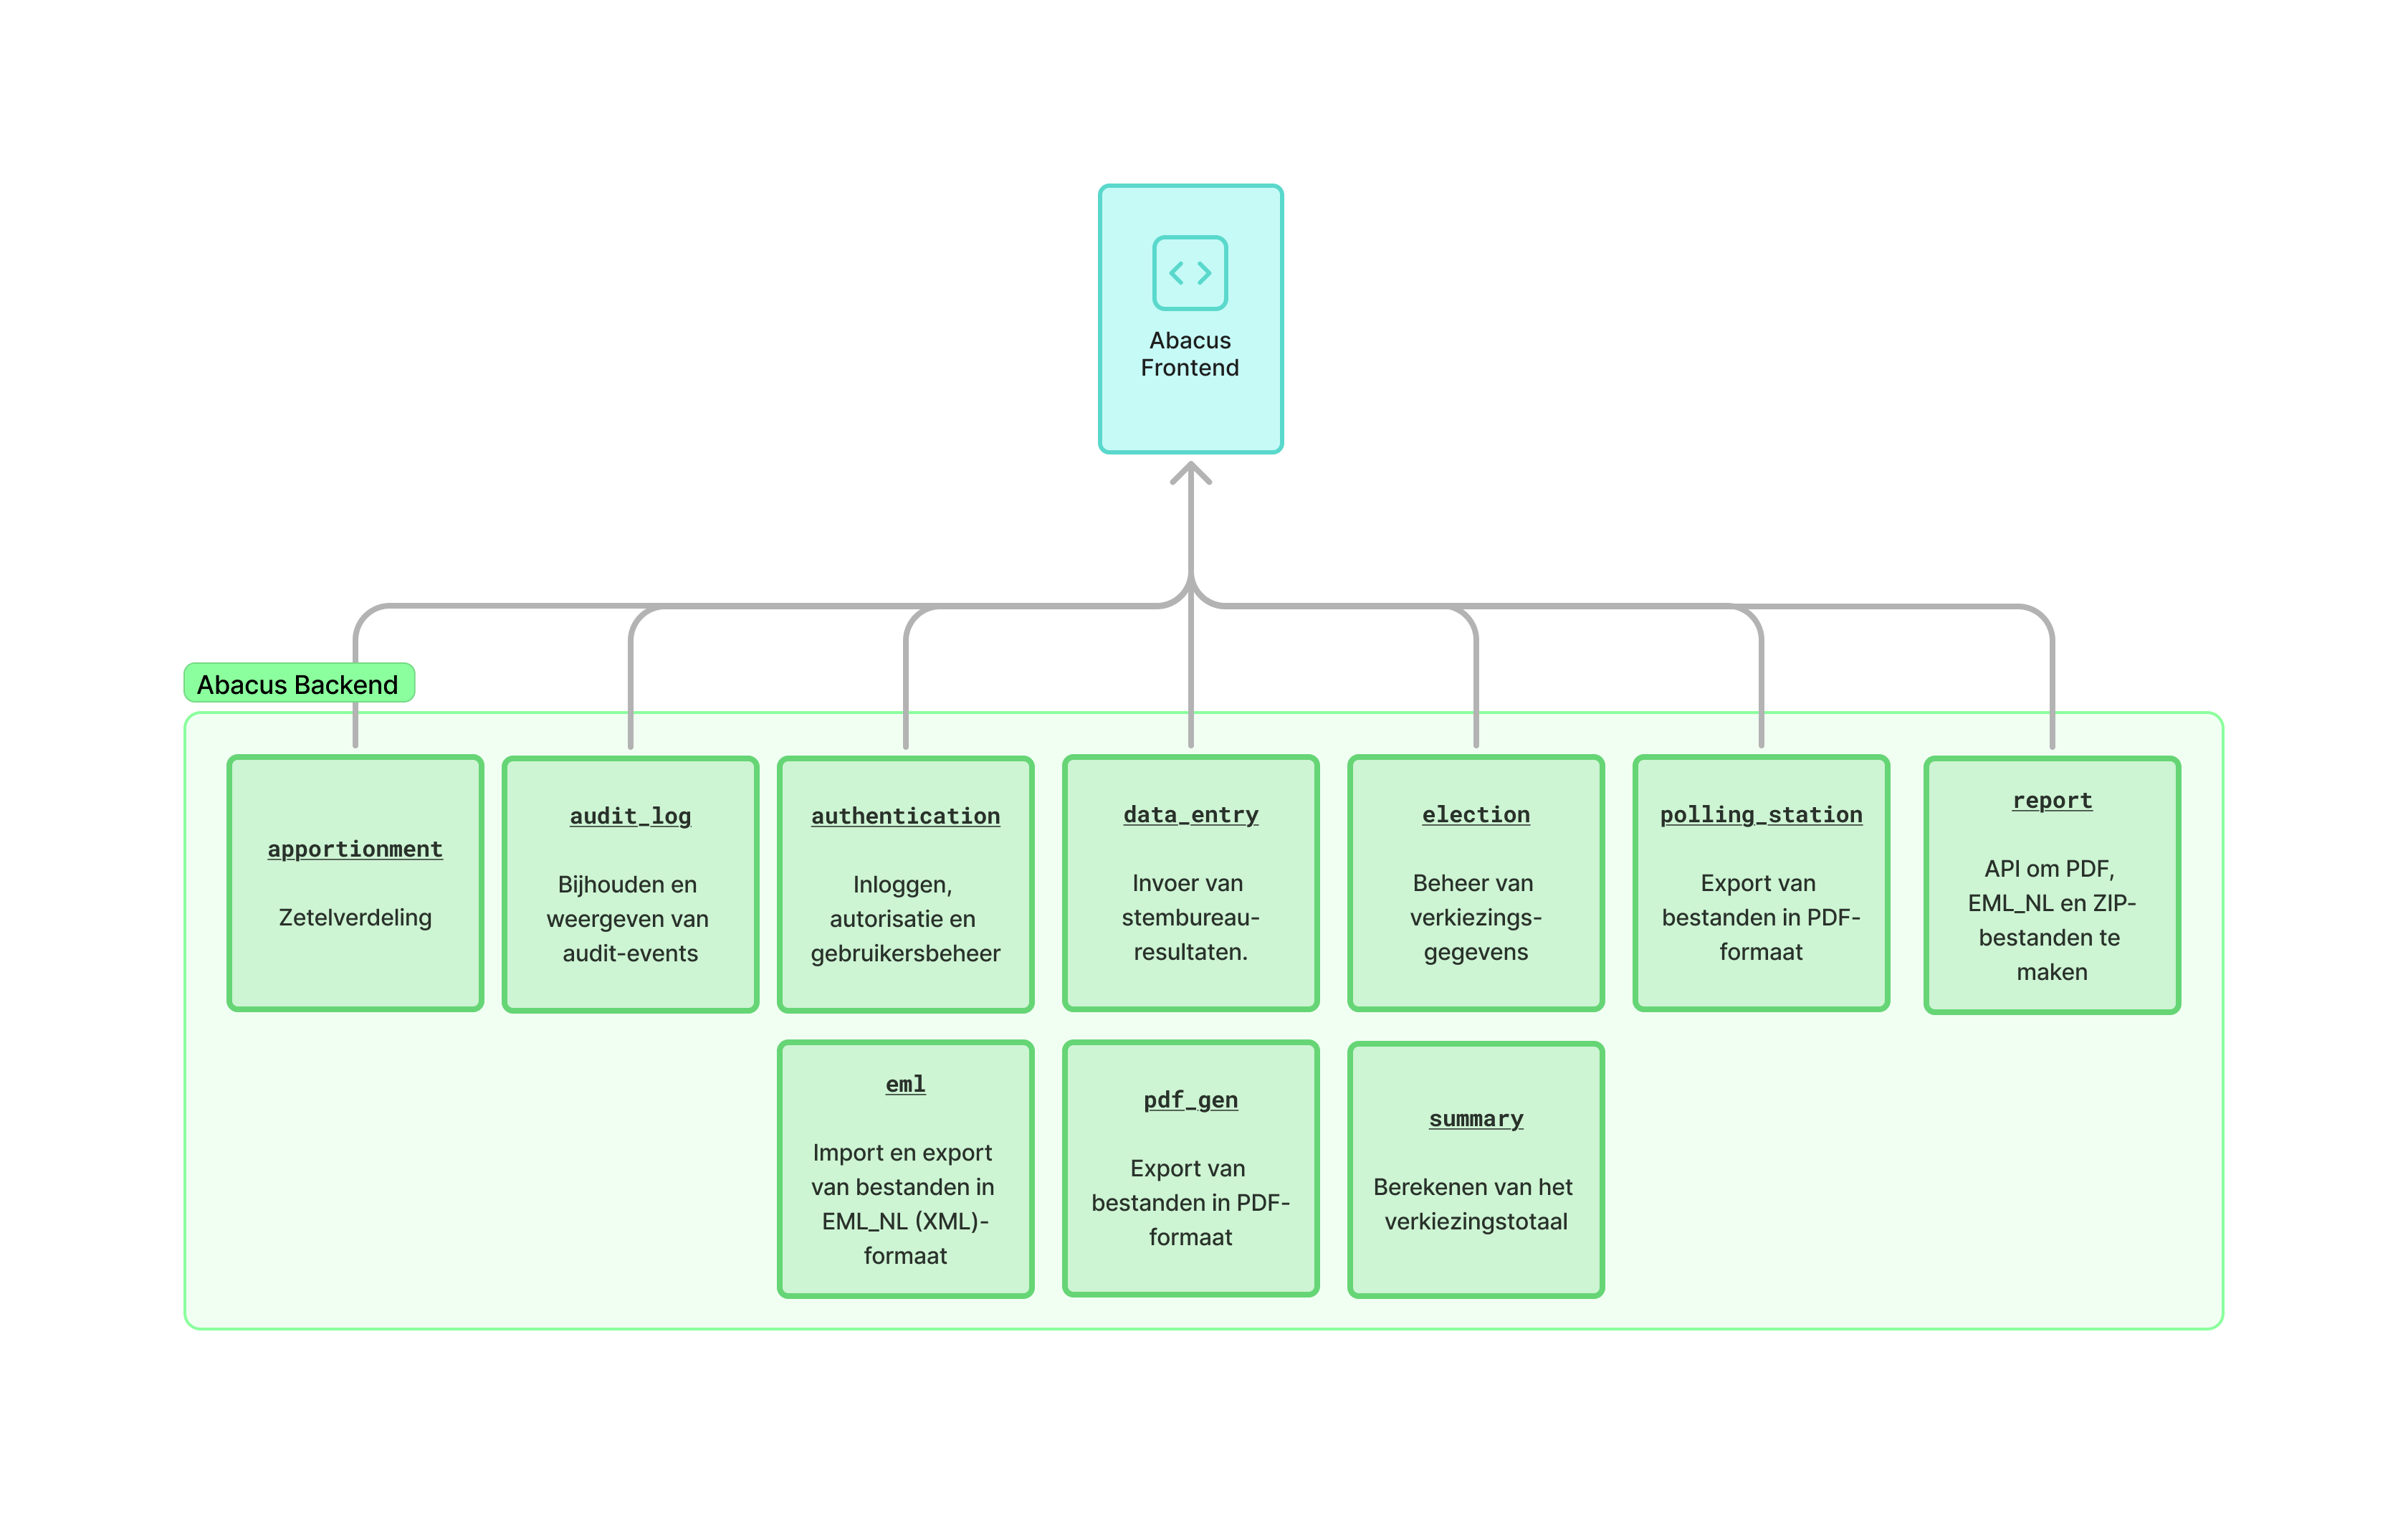 Abacus
Frontend
Abacus Backend
apportionment
Zetelverdeling
audit_log
Bijhouden en
weergeven van
audit-events
authentication
Inloggen,
autorisatie en
gebruikersbeheer
data_entry
Invoer van
stembureau-
resultaten.
election
Beheer van
verkiezings-
gegevens
polling_station
Export van
bestanden in PDF-
formaat
report
API om PDF,
EML_NL en ZIP-
bestanden te
maken
eml
Import en export
van bestanden in
EML_NL (XML)-
formaat
pdf_gen
Export van
bestanden in PDF-
formaat
summary
Berekenen van het
verkiezingstotaal